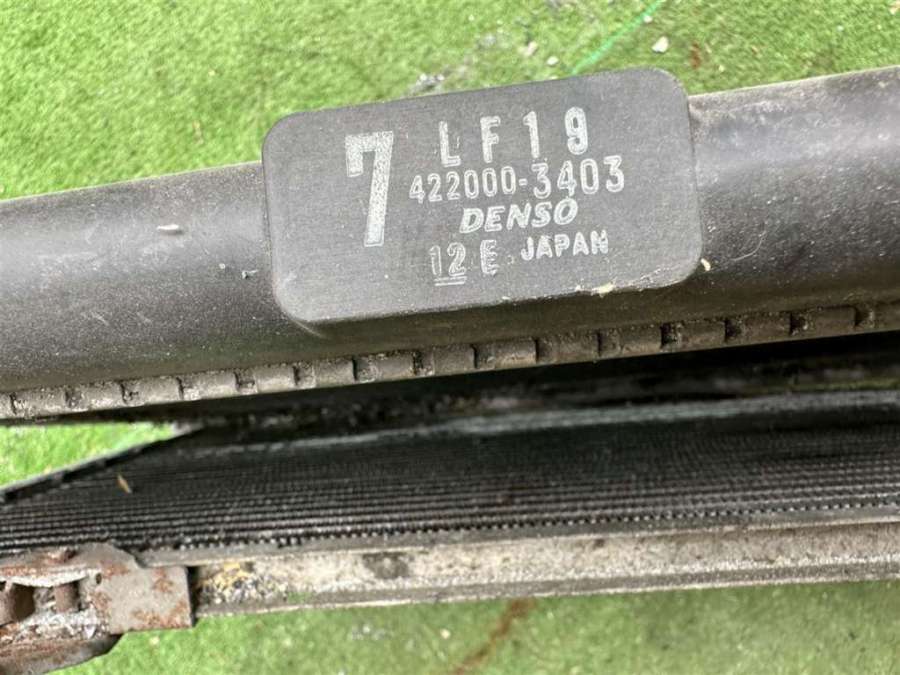 7
LF19
422000-3403
DENSO
12 E JAPAN